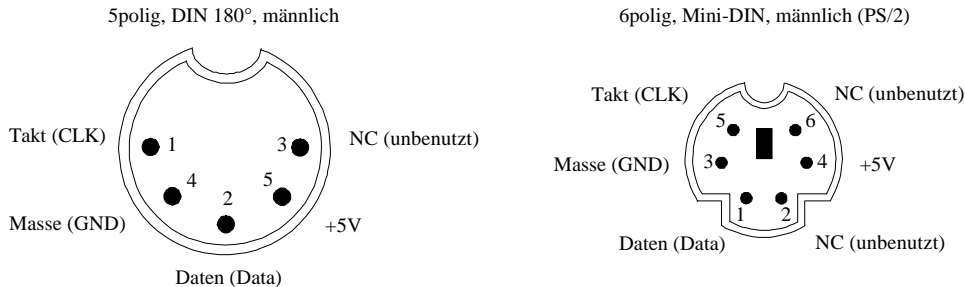 5polig, DIN 180°, männlich
Takt (CLK)
1
3
NC (unbenutzt)
4
2
5
Masse (GND)
+5V
Daten (Data)
6polig, Mini-DIN, männlich (PS/2)
Takt (CLK)
NC (unbenutzt)
5
6
Masse (GND)
3
4
+5V
1
2
Daten (Data)
NC (unbenutzt)